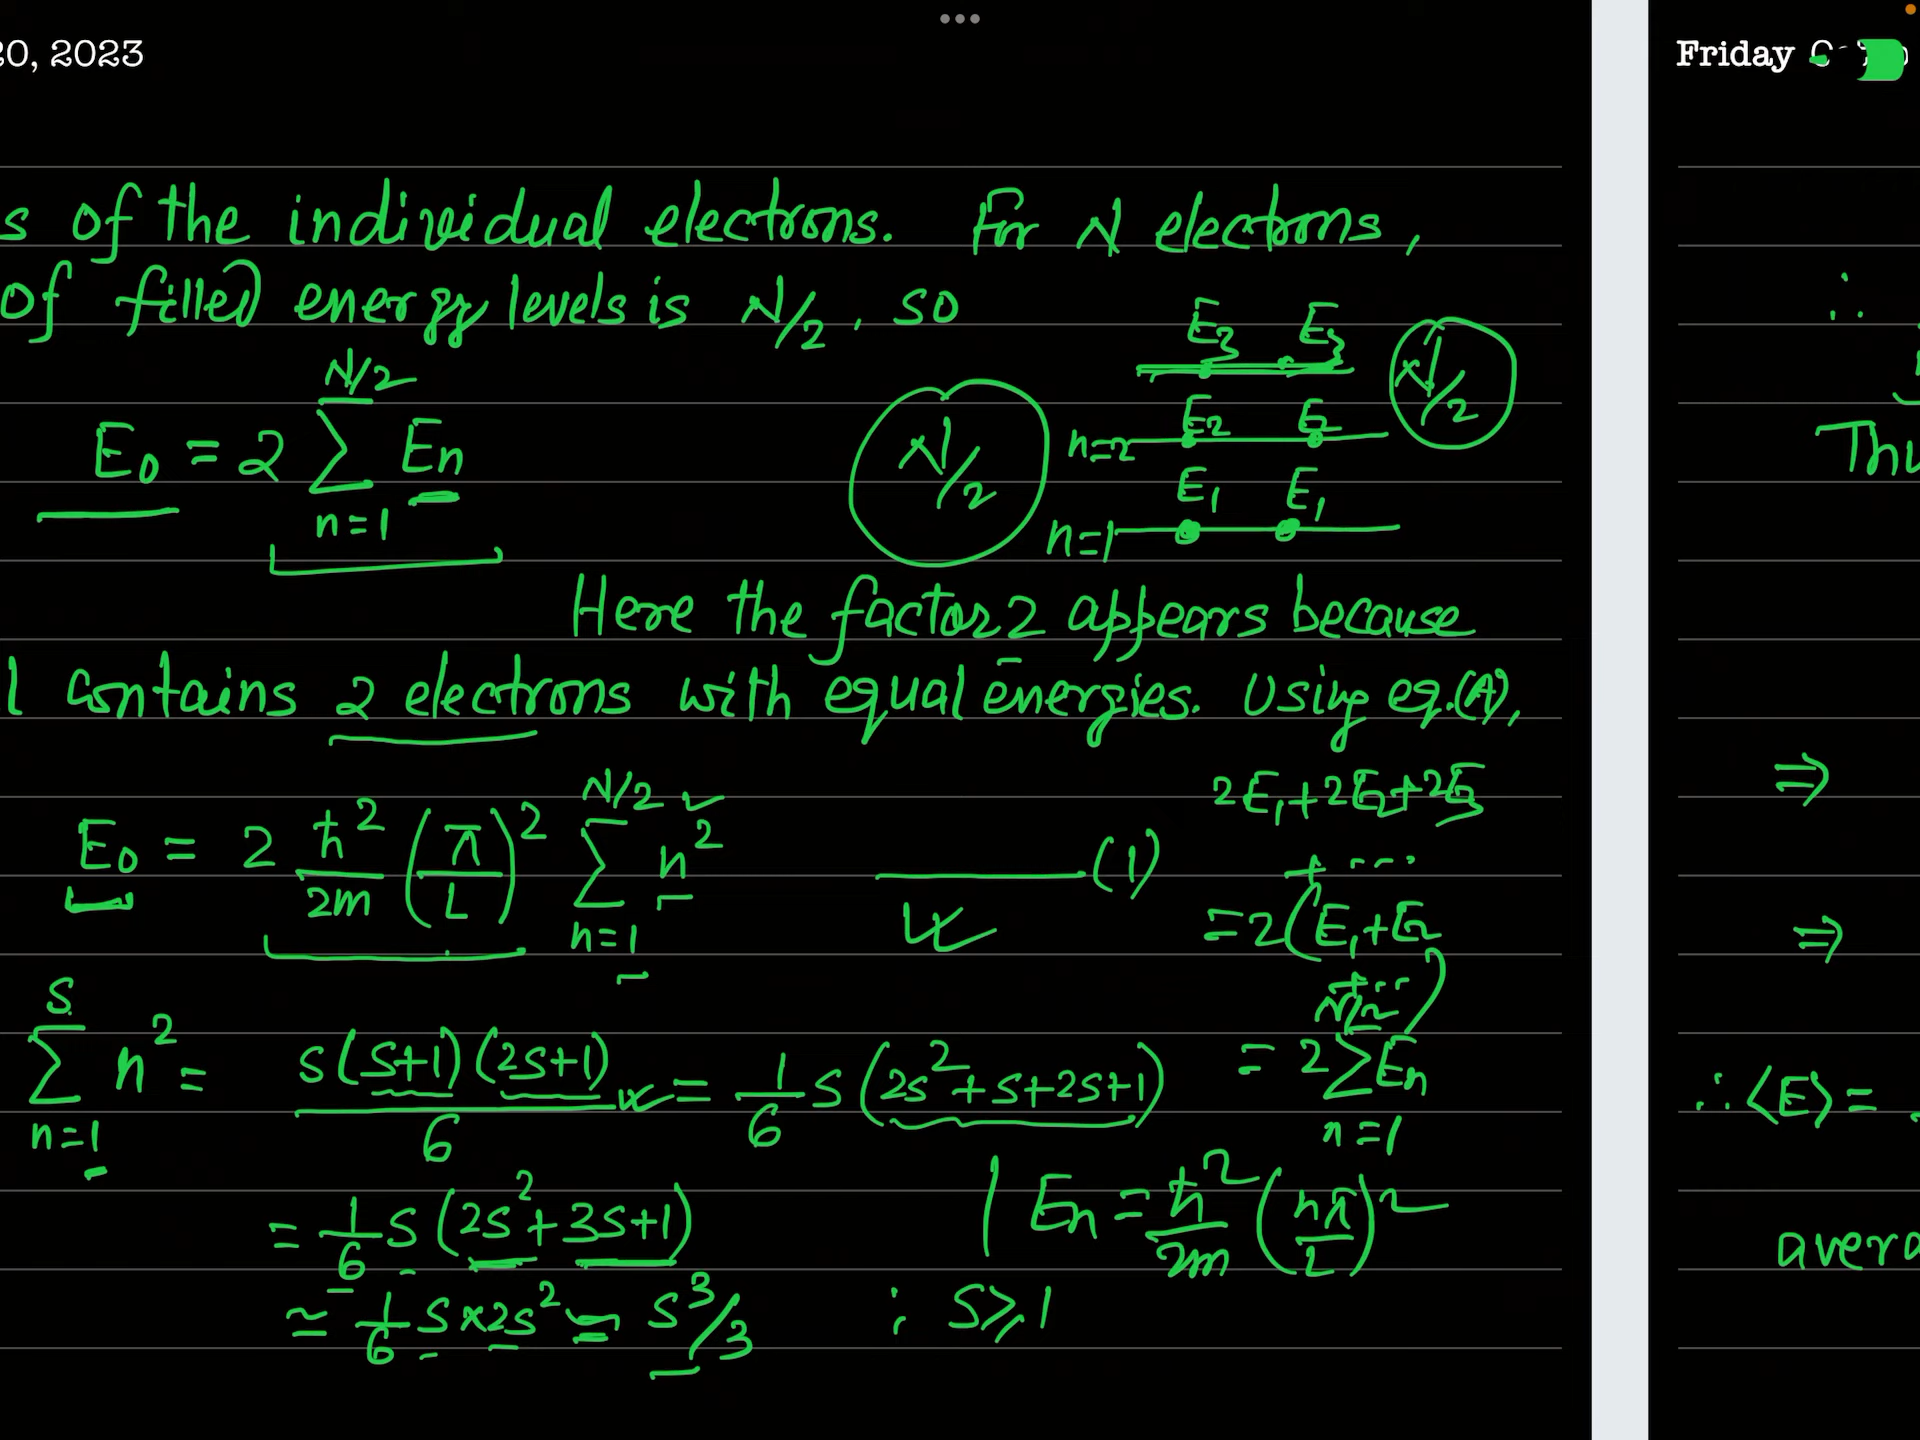 20, 2023
s of the individual electrons. For N electrons,
of filled energy levels is N/2, so
E₀ = 2 ∑_{n=1}^{N/2} Eₙ
N/2
E₃ E₃
N/2
n=2 E₂ E₂
n=1 E₁ E₁
Here the factor 2 appears because
l contains 2 electrons with equal energies. Using eq.(A),
E₀ = 2 ħ²/2m (π/L)² ∑_{n=1}^{N/2} n² ——— (1)
2E₁+2E₂+2E₃
+ ...
=2(E₁+E₂
+...)
= 2∑_{n=1}^{N/2} Eₙ
∑_{n=1}^{s} n² = s(s+1)(2s+1)/6 = 1/6 s (2s²+s+2s+1)
= 1/6 s (2s²+3s+1)
Eₙ = ħ²/2m (nπ/L)²
≃ 1/6 s×2s² = s³/3 ; S⩾1
Friday
∴
Thu
⇒
⇒
∴ ⟨E⟩ =
avera